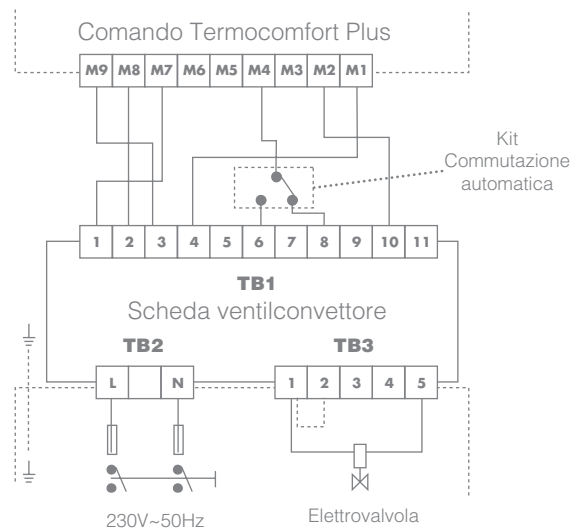 Comando Termocomfort Plus
M9 M8 M7 M6 M5 M4 M3 M2 M1
Kit
Commutazione
automatica
1 2 3 4 5 6 7 8 9 10 11
TB1
Scheda ventilconvettore
TB2 TB3
L N 1 2 3 4 5
230V~50Hz Elettrovalvola